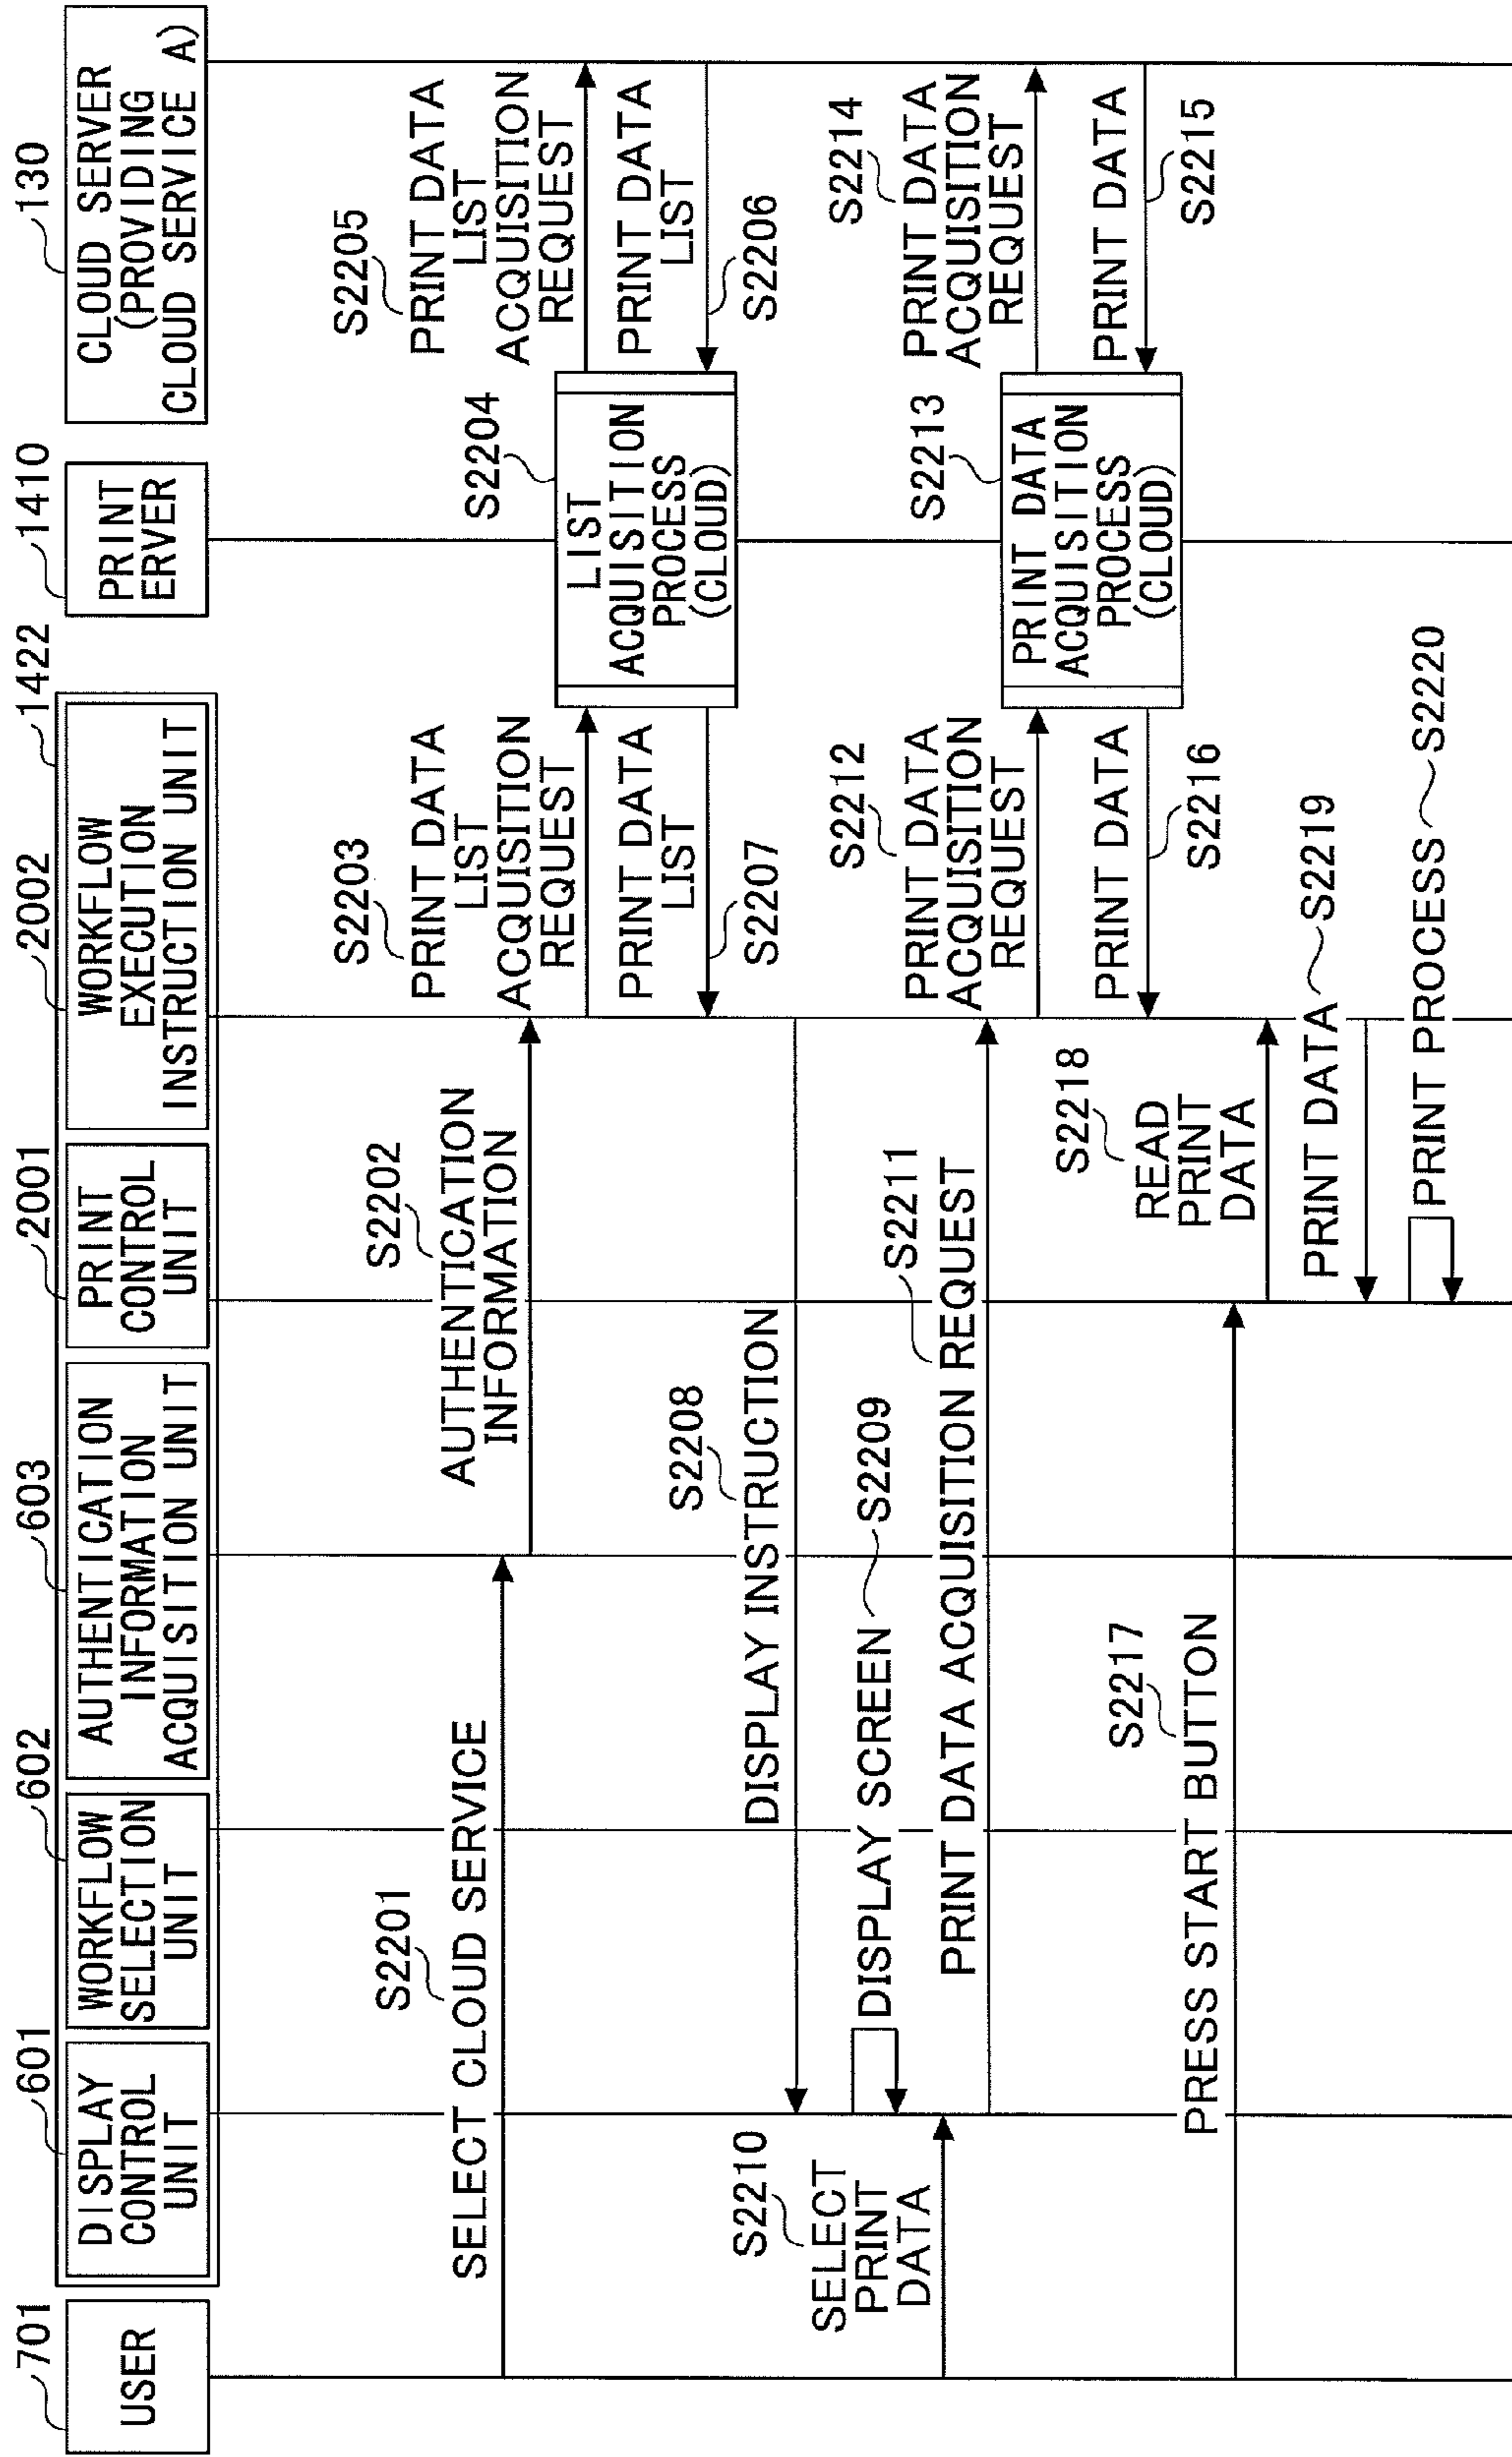 701
USER
601
DISPLAY
CONTROL
UNIT
602
WORKFLOW
SELECTION
UNIT
603
AUTHENTICATION
INFORMATION
ACQUISITION UNIT
2001
PRINT
CONTROL
UNIT
2002
WORKFLOW
EXECUTION
INSTRUCTION UNIT
1422
1410
PRINT
ERVER
130
CLOUD SERVER
(PROVIDING
CLOUD SERVICE A)
S2201
SELECT CLOUD SERVICE
S2202
AUTHENTICATION
INFORMATION
S2203
PRINT DATA
LIST
ACQUISITION
REQUEST
S2204
LIST
ACQUISITION
PROCESS
(CLOUD)
S2205
PRINT DATA
LIST
ACQUISITION
REQUEST
PRINT DATA
LIST
S2206
PRINT DATA
LIST
S2207
S2208
DISPLAY INSTRUCTION
DISPLAY SCREEN
S2209
S2210
SELECT
PRINT
DATA
S2211
PRINT DATA ACQUISITION REQUEST
S2212
PRINT DATA
ACQUISITION
REQUEST
S2213
PRINT DATA
ACQUISITION
PROCESS
(CLOUD)
S2214
PRINT DATA
ACQUISITION
REQUEST
PRINT DATA
S2215
PRINT DATA
S2216
S2217
PRESS START BUTTON
S2218
READ
PRINT
DATA
PRINT DATA
S2219
PRINT PROCESS
S2220